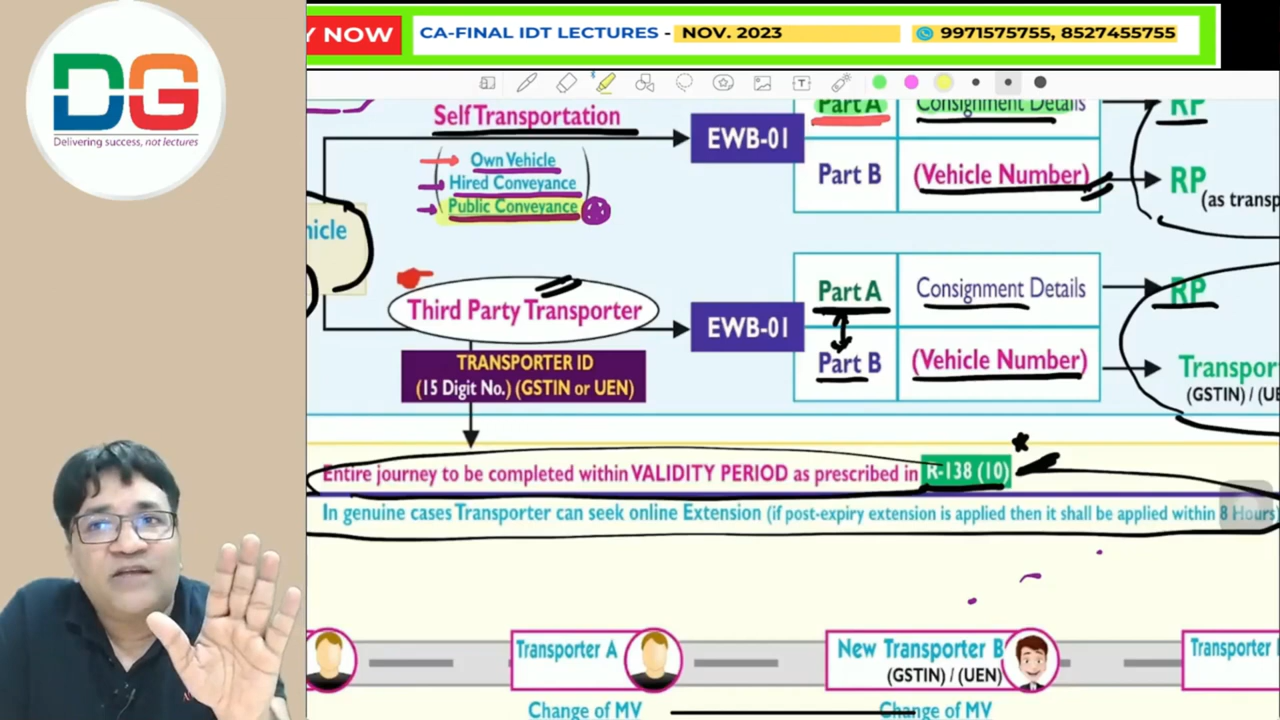 Y NOW
CA-FINAL IDT LECTURES - NOV. 2023
9971575755, 8527455755
DG
Delivering success, not lectures
Self Transportation
Own Vehicle
Hired Conveyance
Public Conveyance
EWB-01
Part A
Consignment Details
RP
Part B
(Vehicle Number)
RP
(as transp
hicle
Third Party Transporter
EWB-01
Part A
Consignment Details
RP
Part B
(Vehicle Number)
Transpor
(GSTIN) / (UE
TRANSPORTER ID
(15 Digit No.) (GSTIN or UEN)
Entire journey to be completed within VALIDITY PERIOD as prescribed in R-138 (10)
In genuine cases Transporter can seek online Extension (if post-expiry extension is applied then it shall be applied within 8 Hours)
Transporter A
New Transporter B
(GSTIN) / (UEN)
Transporter
Change of MV
Change of MV